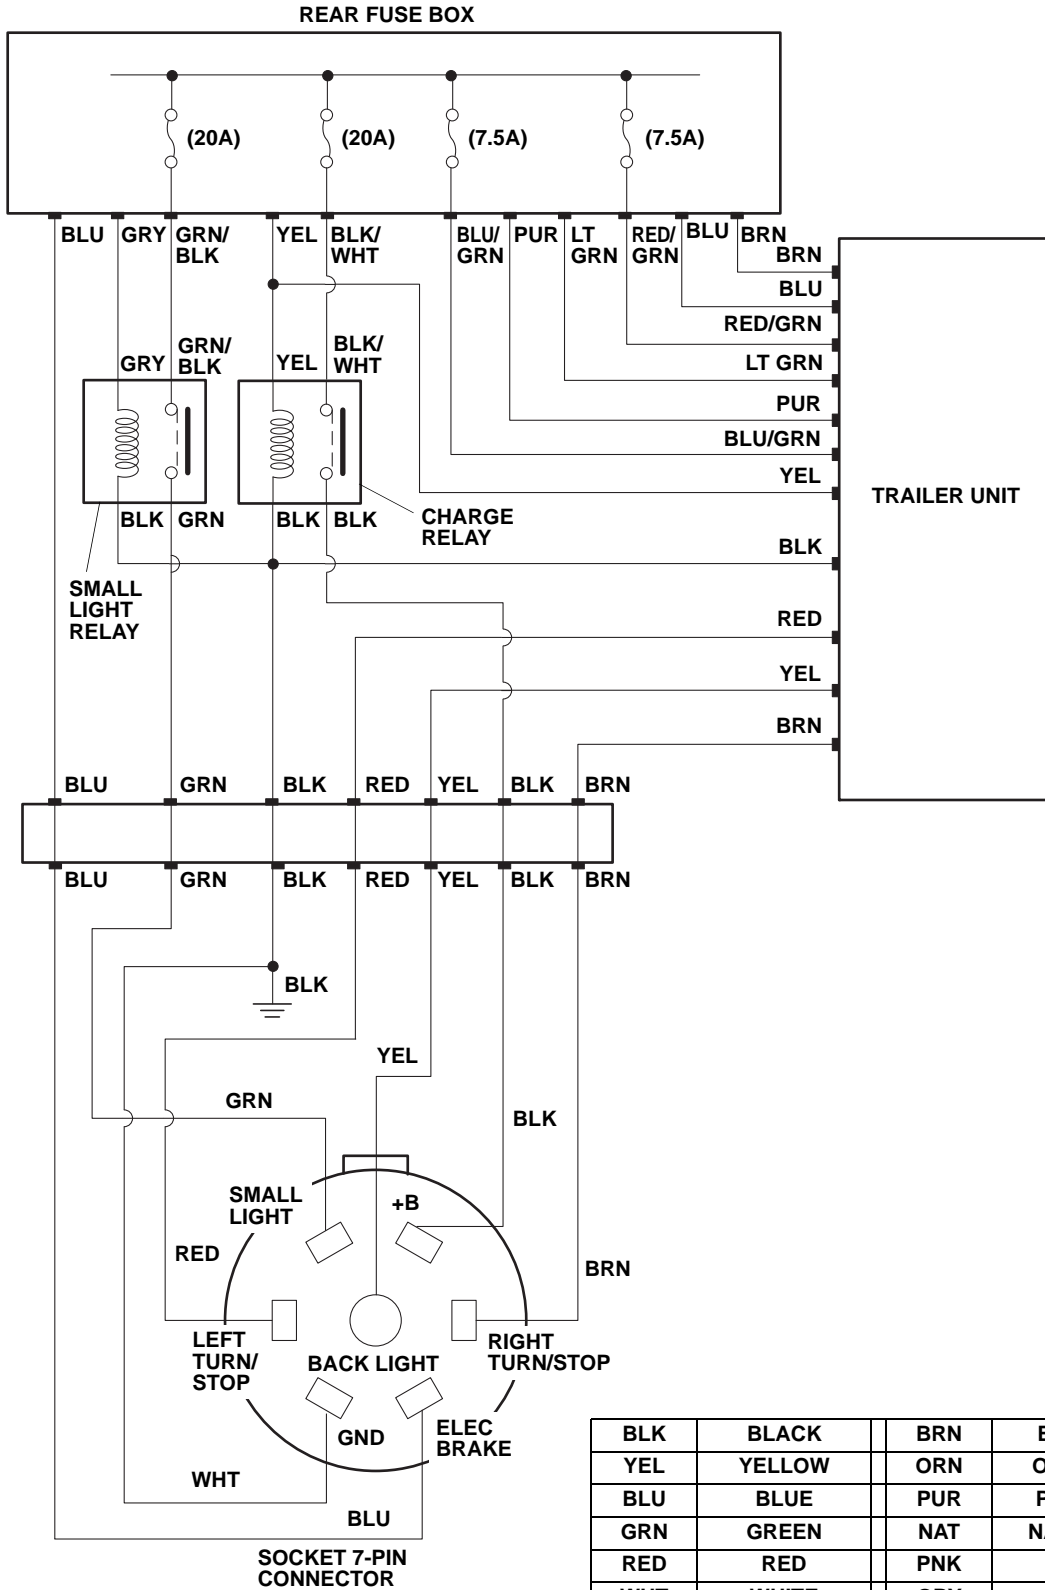 REAR FUSE BOX
(20A) (20A) (7.5A) (7.5A)
BLU GRY GRN/ YEL BLK/ BLU/ PUR LT RED/ BLU BRN
BLK WHT GRN GRN GRN
BRN
BLU
RED/GRN
GRN/ BLK/
GRY BLK YEL WHT
LT GRN
PUR
BLU/GRN
YEL
TRAILER UNIT
BLK GRN BLK BLK
CHARGE
RELAY
BLK
SMALL
LIGHT
RELAY
RED
YEL
BRN
BLU GRN BLK RED YEL BLK BRN
BLU GRN BLK RED YEL BLK BRN
BLK
YEL
GRN
BLK
SMALL
LIGHT
+B
RED
BRN
LEFT
TURN/
STOP
BACK LIGHT
RIGHT
TURN/STOP
GND
ELEC
BRAKE
WHT
BLU
SOCKET 7-PIN
CONNECTOR
BLK BLACK BRN
YEL YELLOW ORN
BLU BLUE PUR
GRN GREEN NAT
RED RED PNK
WHT WHITE GRY